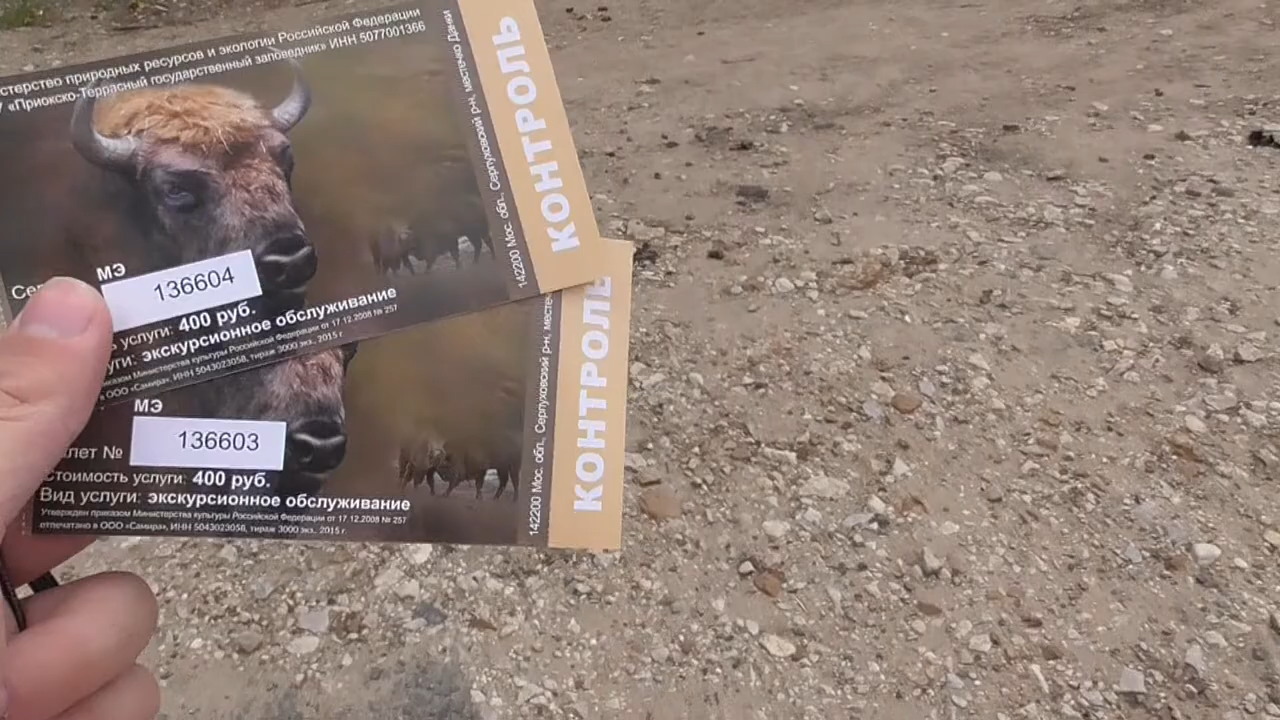 стерство природных ресурсов и экологии Российской Федерации
«Приокско-Террасный государственный заповедник» ИНН 5077001366
МЭ
136604
услуги: 400 руб.
экскурсионное обслуживание
приказом Министерства культуры Российской Федерации от 17.12.2008 № 257
в ООО «Самира», ИНН 5043023058, тираж 3000 экз., 2015 г.
142200 Мос. обл., Серпуховский р-н, местечко Данки
КОНТРОЛЬ
МЭ
лет № 136603
Стоимость услуги: 400 руб.
Вид услуги: экскурсионное обслуживание
Утвержден приказом Министерства культуры Российской Федерации от 17.12.2008 № 257
отпечатано в ООО «Самира», ИНН 5043023058, тираж 3000 экз., 2015 г.
142200 Мос. обл., Серпуховский р-н, месте
КОНТРОЛЬ